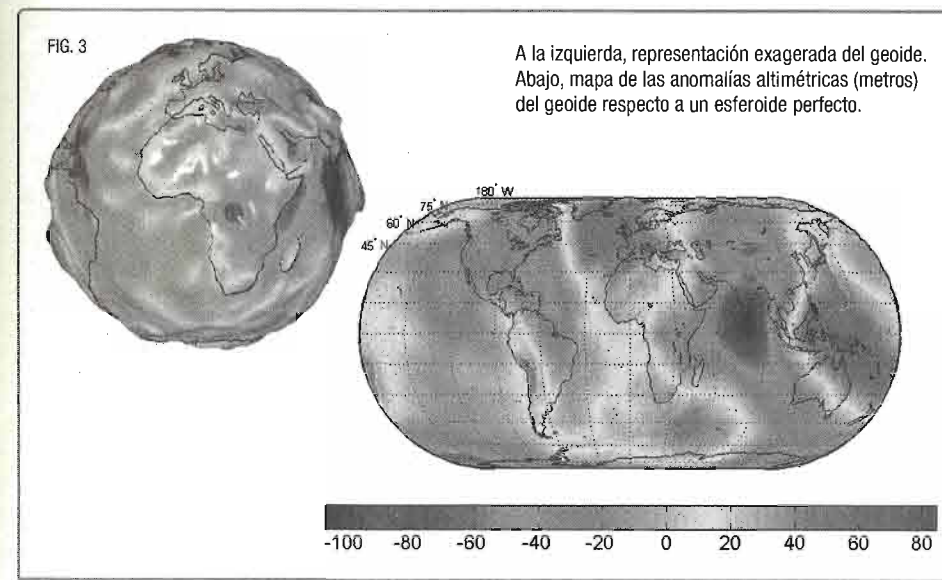 FIG. 3
A la izquierda, representación exagerada del geoide.
Abajo, mapa de las anomalías altimétricas (metros)
del geoide respecto a un esferoide perfecto.
180° W
75° N
60° N
45° N
-100 -80 -60 -40 -20 0 20 40 60 80